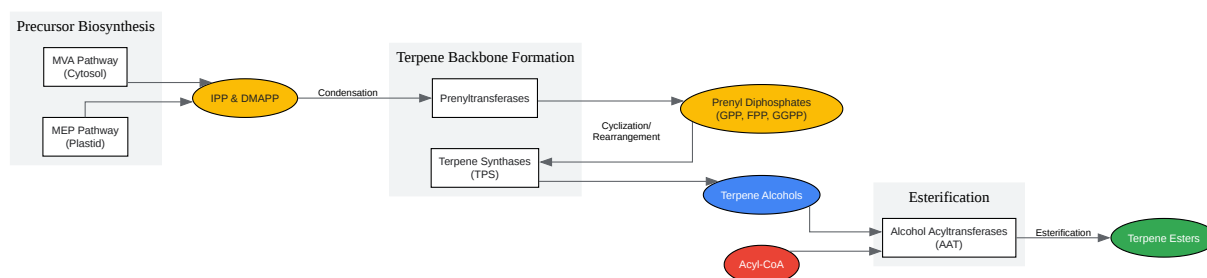 Precursor Biosynthesis
MVA Pathway
(Cytosol)
MEP Pathway
(Plastid)
IPP & DMAPP
Condensation
Terpene Backbone Formation
Prenyltransferases
Terpene Synthases
(TPS)
Cyclization/
Rearrangement
Prenyl Diphosphates
(GPP, FPP, GGPP)
Terpene Alcohols
Acyl-CoA
Esterification
Alcohol Acyltransferases
(AAT)
Esterification
Terpene Esters